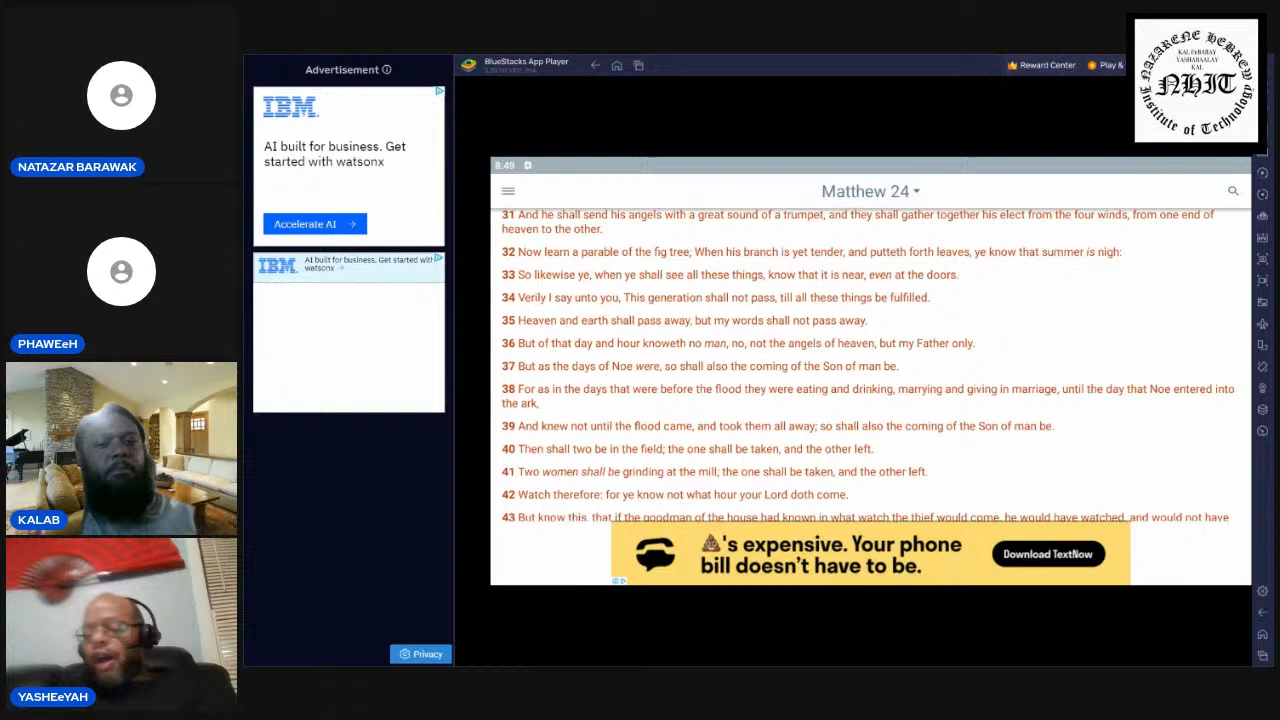 NATAZAR BARAWAK
PHAWEeH
KALAB
YASHEeYAH
Advertisement
IBM.
AI built for business. Get
started with watsonx
Accelerate AI →
IBM.
AI built for business. Get started with
watsonx →
Privacy
BlueStacks App Player
Reward Center
Play &
NAZARENE HEBREW
KAL EeBARAY
YASHARAALAY
KAL
NHIT
Institute of Technology
8:49
Matthew 24
31 And he shall send his angels with a great sound of a trumpet, and they shall gather together his elect from the four winds, from one end of
heaven to the other.
32 Now learn a parable of the fig tree; When his branch is yet tender, and putteth forth leaves, ye know that summer is nigh:
33 So likewise ye, when ye shall see all these things, know that it is near, even at the doors.
34 Verily I say unto you, This generation shall not pass, till all these things be fulfilled.
35 Heaven and earth shall pass away, but my words shall not pass away.
36 But of that day and hour knoweth no man, no, not the angels of heaven, but my Father only.
37 But as the days of Noe were, so shall also the coming of the Son of man be.
38 For as in the days that were before the flood they were eating and drinking, marrying and giving in marriage, until the day that Noe entered into
the ark,
39 And knew not until the flood came, and took them all away; so shall also the coming of the Son of man be.
40 Then shall two be in the field; the one shall be taken, and the other left.
41 Two women shall be grinding at the mill; the one shall be taken, and the other left.
42 Watch therefore: for ye know not what hour your Lord doth come.
43 But know this, that if the goodman of the house had known in what watch the thief would come, he would have watched, and would not have
💩's expensive. Your phone
bill doesn't have to be.
Download TextNow